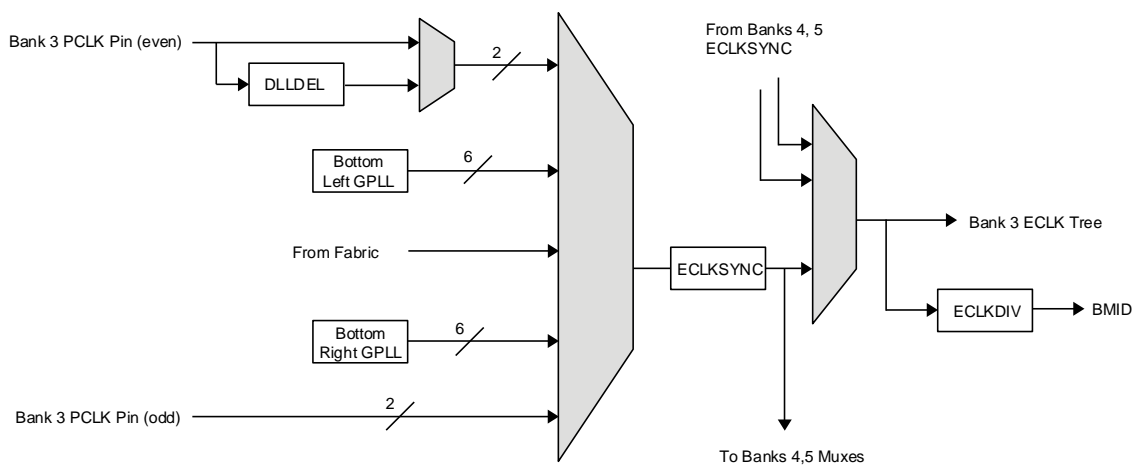 Bank 3 PCLK Pin (even)
DLLDEL
2
From Banks 4, 5
ECLKSYNC
Bottom
Left GPLL
6
From Fabric
ECLKSYNC
Bank 3 ECLK Tree
ECLKDIV
BMID
Bottom
Right GPLL
6
Bank 3 PCLK Pin (odd)
2
To Banks 4,5 Muxes